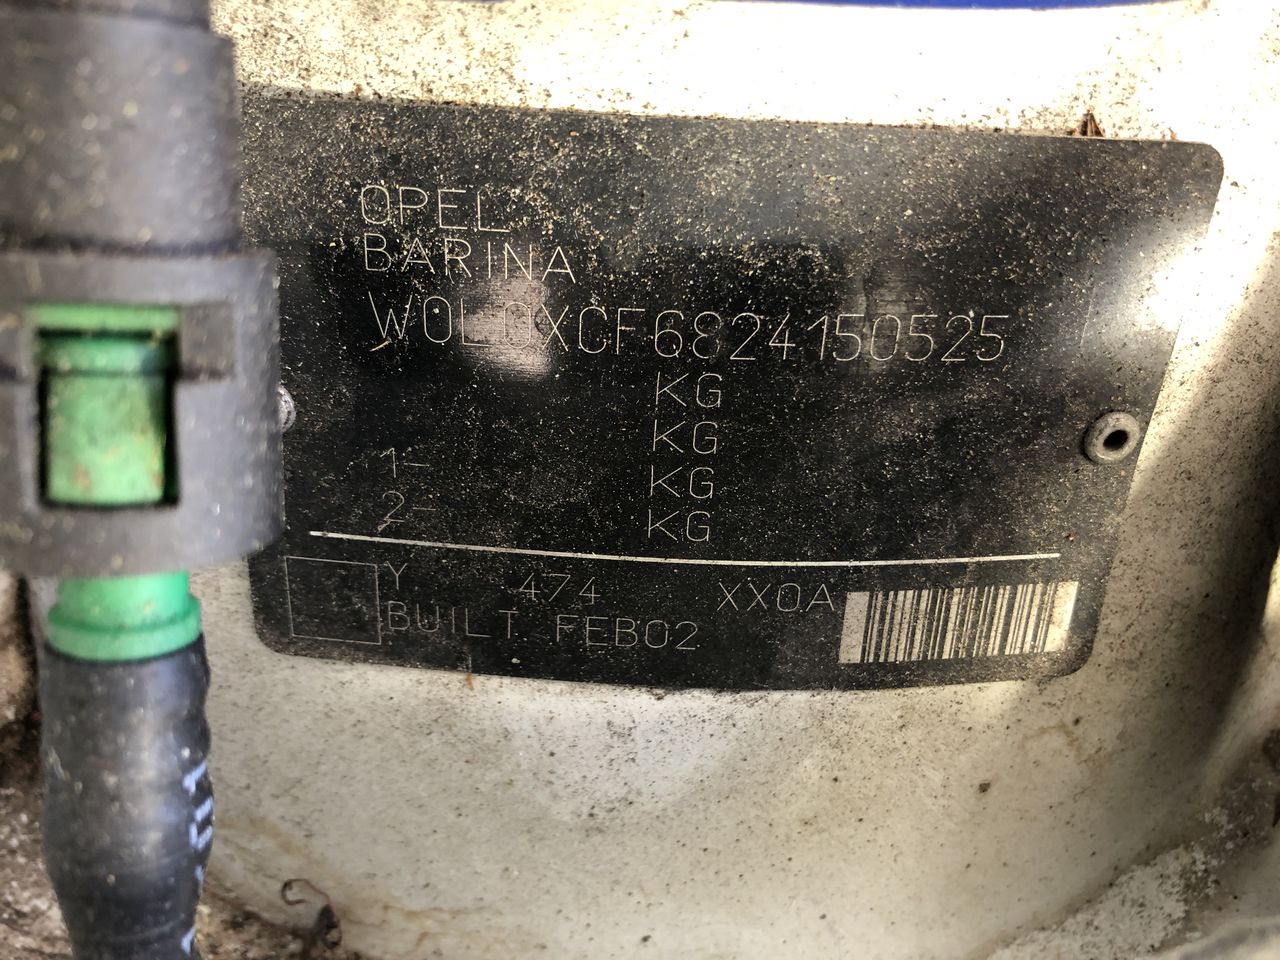 OPEL
BARINA
W0L0XCF6824150525
KG
KG
1- KG
2- KG
Y 474 XX0A
BUILT FEB02